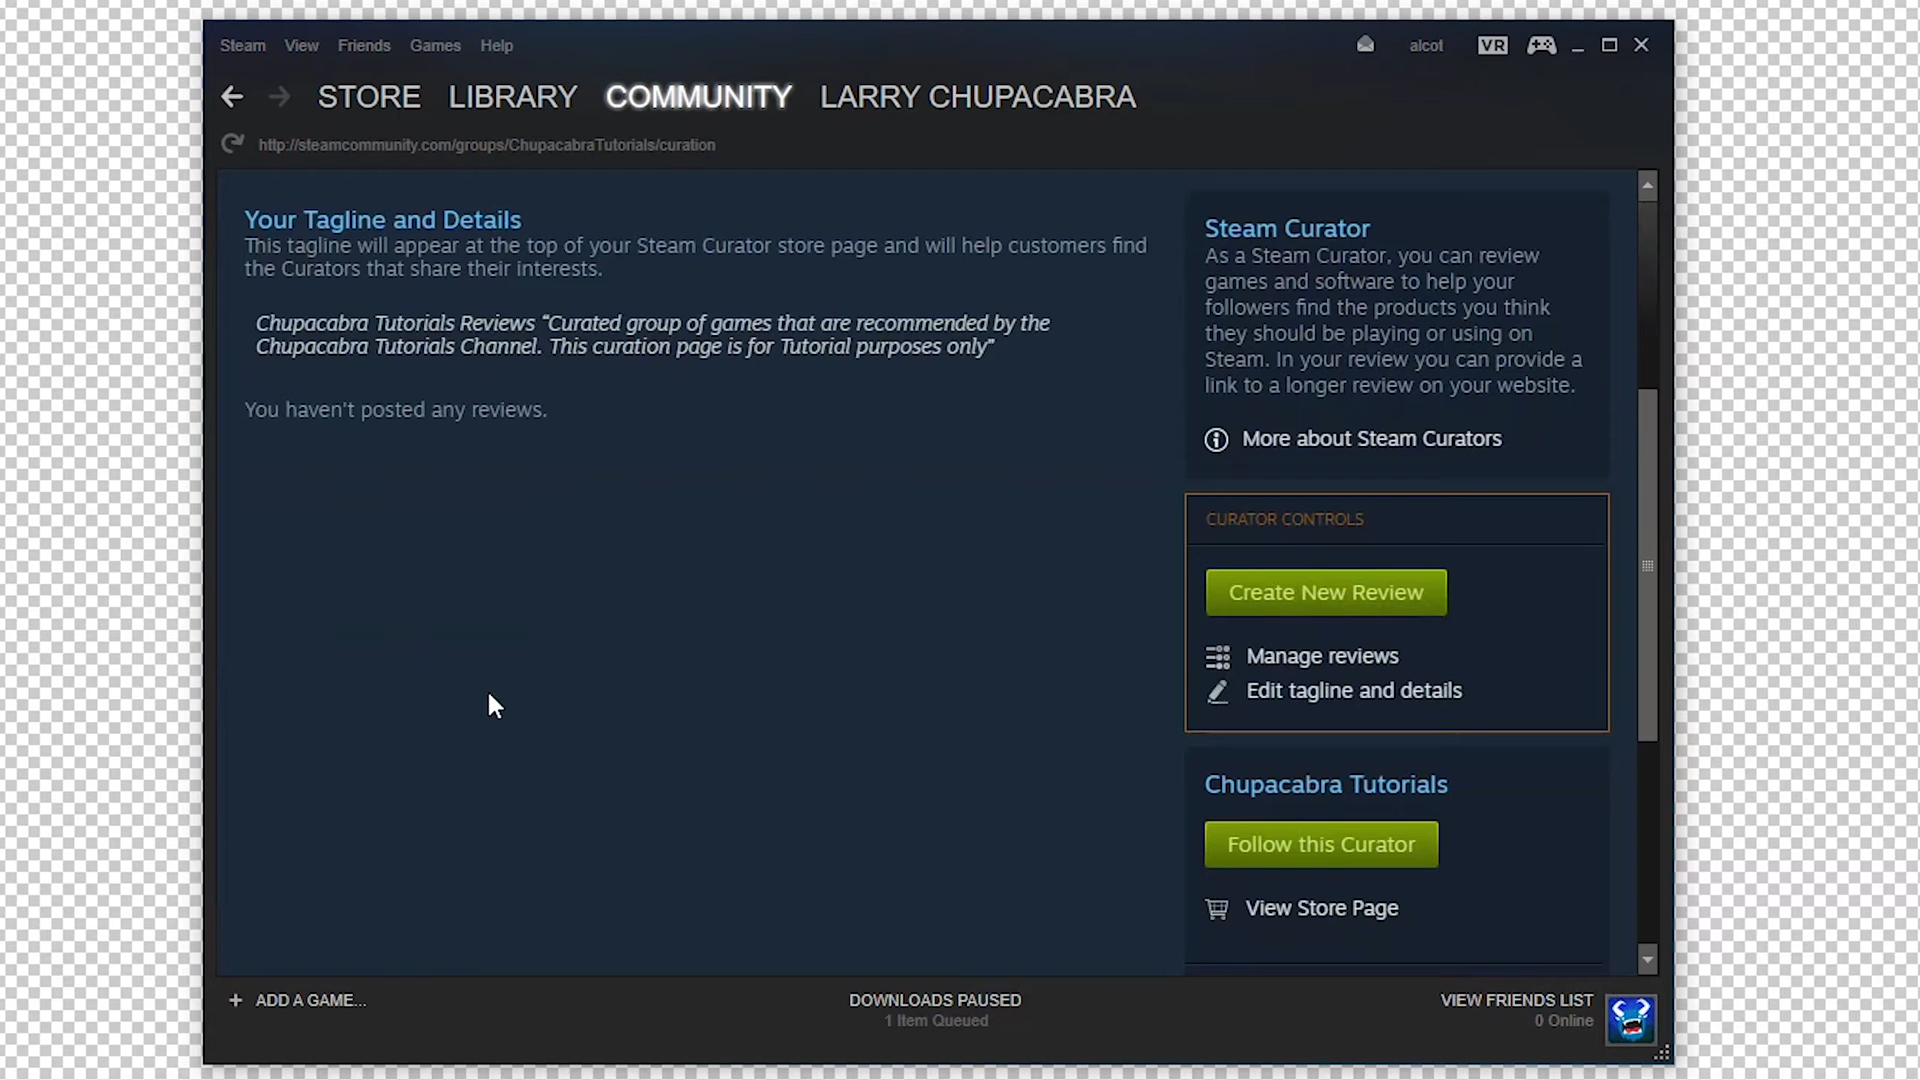 Steam View Friends Games Help
alcot VR
STORE LIBRARY COMMUNITY LARRY CHUPACABRA
http://steamcommunity.com/groups/ChupacabraTutorials/curation
Your Tagline and Details
This tagline will appear at the top of your Steam Curator store page and will help customers find
the Curators that share their interests.
Chupacabra Tutorials Reviews "Curated group of games that are recommended by the
Chupacabra Tutorials Channel. This curation page is for Tutorial purposes only"
You haven't posted any reviews.
Steam Curator
As a Steam Curator, you can review
games and software to help your
followers find the products you think
they should be playing or using on
Steam. In your review you can provide a
link to a longer review on your website.
More about Steam Curators
CURATOR CONTROLS
Create New Review
Manage reviews
Edit tagline and details
Chupacabra Tutorials
Follow this Curator
View Store Page
+ ADD A GAME...
DOWNLOADS PAUSED
1 Item Queued
VIEW FRIENDS LIST
0 Online